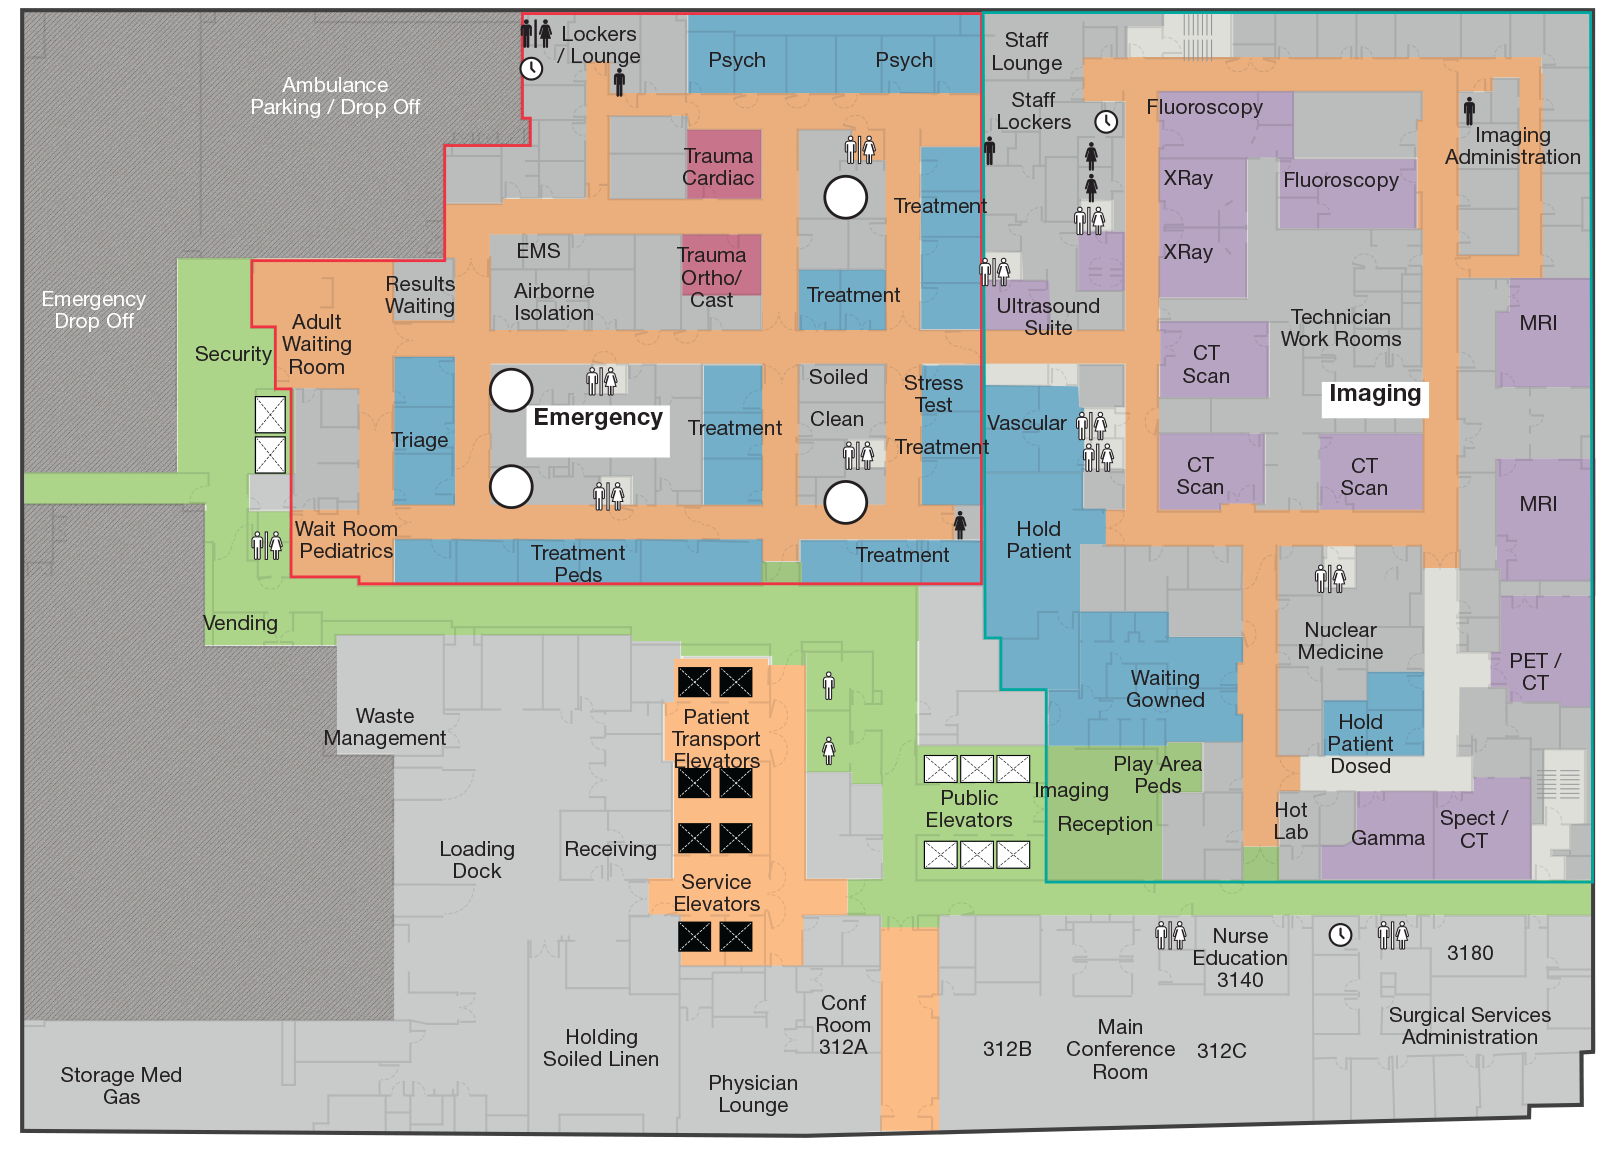 Lockers
/ Lounge
Psych
Psych
Staff
Lounge
Ambulance
Parking / Drop Off
Staff
Lockers
Fluoroscopy
Imaging
Administration
Trauma
Cardiac
XRay
Fluoroscopy
Treatment
EMS
Trauma
Ortho/
Cast
XRay
Results
Waiting
Airborne
Isolation
Treatment
Ultrasound
Suite
Emergency
Drop Off
Adult
Waiting
Room
Security
Technician
Work Rooms
MRI
CT
Scan
Soiled
Stress
Test
Imaging
Clean
Emergency
Treatment
Triage
Treatment
Vascular
CT
Scan
CT
Scan
MRI
Wait Room
Pediatrics
Hold
Patient
Treatment
Peds
Treatment
Vending
Nuclear
Medicine
PET /
CT
Waiting
Gowned
Waste
Management
Patient
Transport
Elevators
Hold
Patient
Dosed
Play Area
Peds
Public
Elevators
Imaging
Reception
Hot
Lab
Gamma
Spect /
CT
Loading
Dock
Receiving
Service
Elevators
Nurse
Education
3140
3180
Conf
Room
312A
Surgical Services
Administration
Holding
Soiled Linen
312B
Main
Conference
Room
312C
Storage Med
Gas
Physician
Lounge